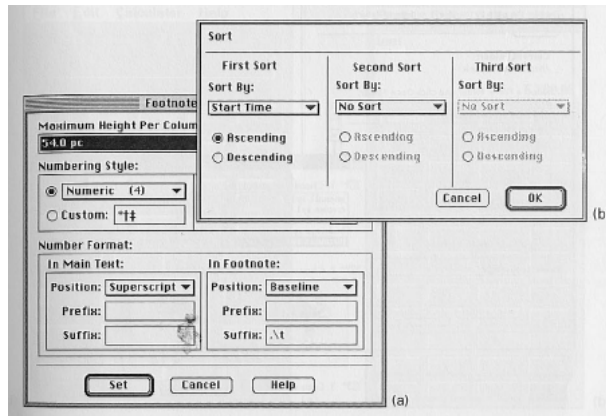 Sort
First Sort
Second Sort
Third Sort
Sort By:
Sort By:
Sort By:
Start Time
No Sort
No Sort
Ascending
Ascending
Ascending
Descending
Descending
Descending
Cancel
OK
(b
Footnote
Maximum Height Per Colum
54.0 pc
Numbering Style:
Numeric (4)
Custom: *†‡
Number Format:
In Main Text:
In Footnote:
Position: Superscript
Position: Baseline
Prefix:
Prefix:
Suffix:
Suffix: .\t
Set
Cancel
Help
(a)